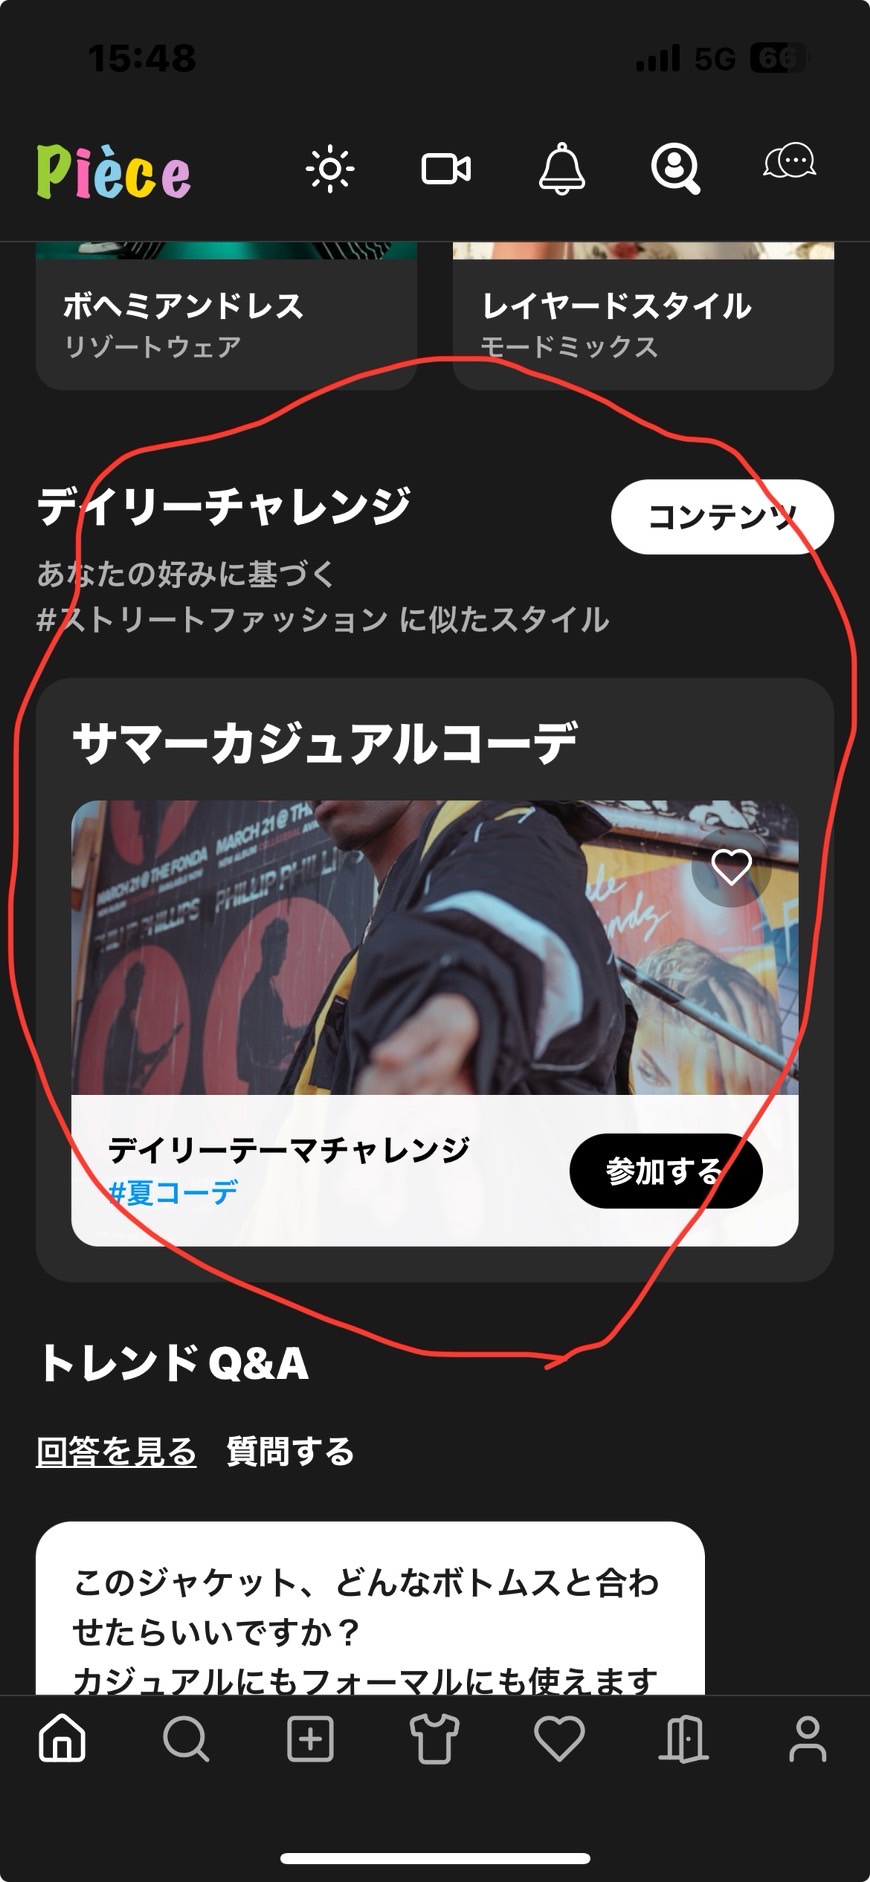 15:48
5G 66
Pièce
ボヘミアンドレス
リゾートウェア
レイヤードスタイル
モードミックス
デイリーチャレンジ
コンテンツ
あなたの好みに基づく
#ストリートファッション に似たスタイル
サマーカジュアルコーデ
MARCH 21 @ THE FONDA
MARCH 21 @ TH
PHILLIP PHILLIPS
PHILLIP PHILLIPS
デイリーテーマチャレンジ
#夏コーデ
参加する
トレンド Q&A
回答を見る 質問する
このジャケット、どんなボトムスと合わ
せたらいいですか？
カジュアルにもフォーマルにも使えます